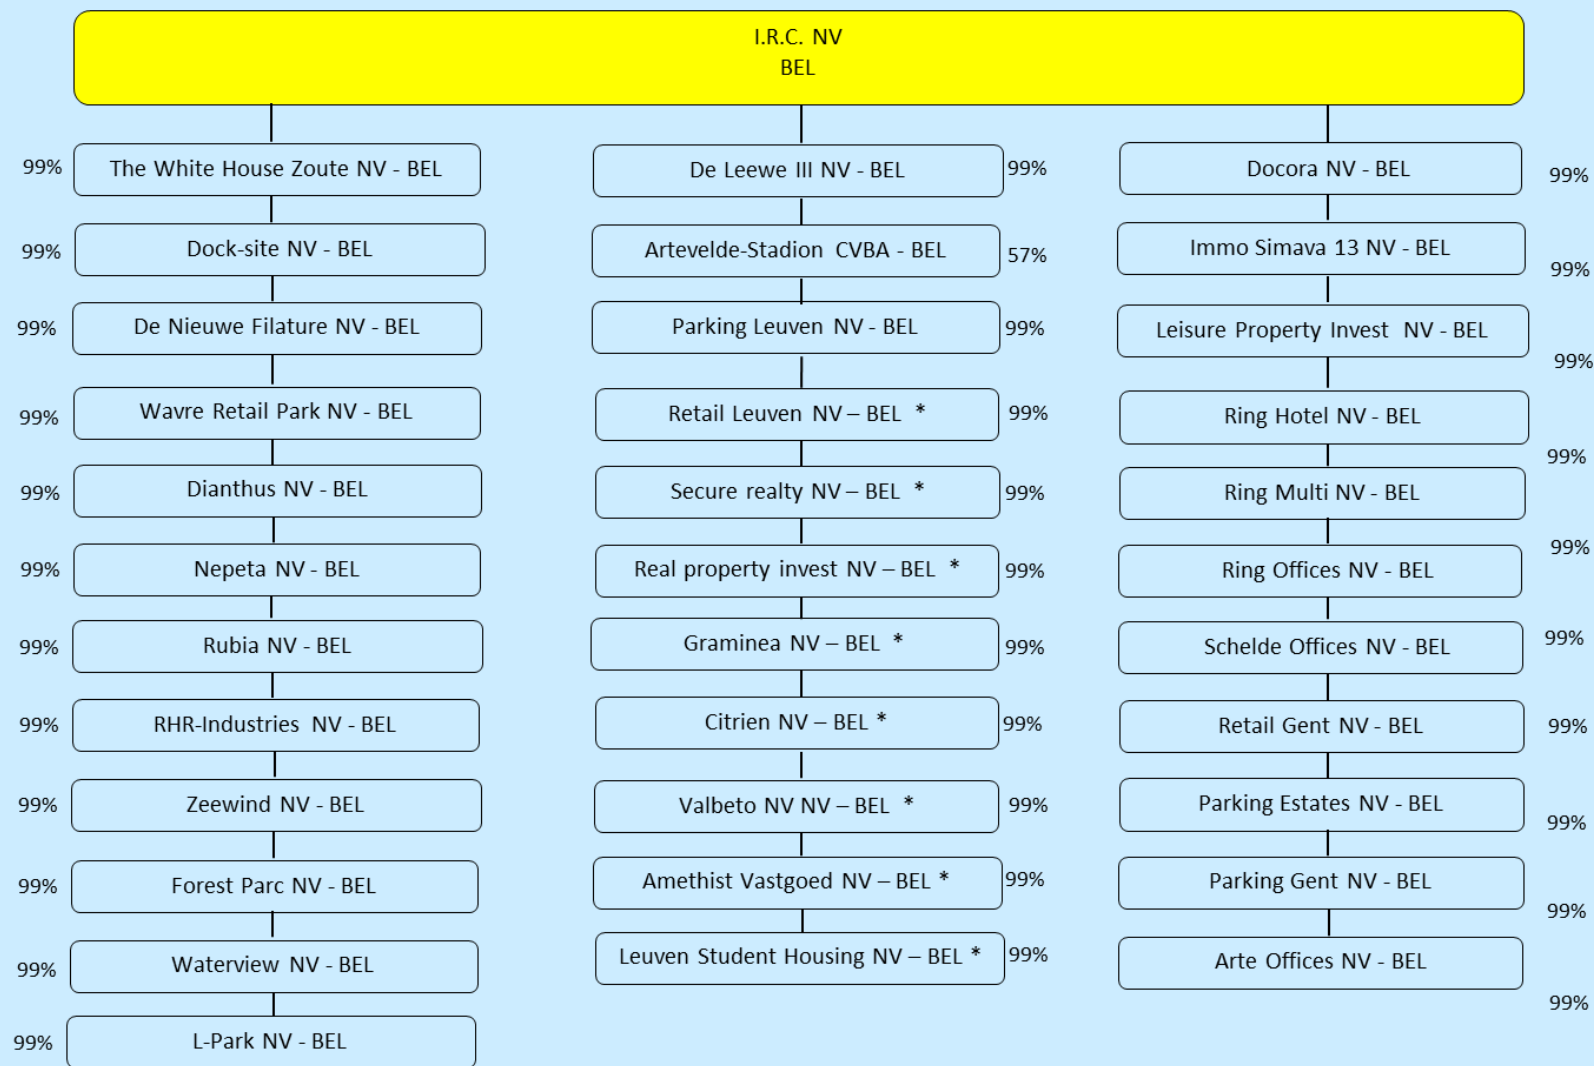 I.R.C. NV
BEL
99% The White House Zoute NV - BEL
99% Dock-site NV - BEL
99% De Nieuwe Filature NV - BEL
99% Wavre Retail Park NV - BEL
99% Dianthus NV - BEL
99% Nepeta NV - BEL
99% Rubia NV - BEL
99% RHR-Industries NV - BEL
99% Zeewind NV - BEL
99% Forest Parc NV - BEL
99% Waterview NV - BEL
99% L-Park NV - BEL
De Leewe III NV - BEL 99%
Artevelde-Stadion CVBA - BEL 57%
Parking Leuven NV - BEL 99%
Retail Leuven NV – BEL * 99%
Secure realty NV – BEL * 99%
Real property invest NV – BEL * 99%
Graminea NV – BEL * 99%
Citrien NV – BEL * 99%
Valbeto NV NV – BEL * 99%
Amethist Vastgoed NV – BEL * 99%
Leuven Student Housing NV – BEL * 99%
Docora NV - BEL 99%
Immo Simava 13 NV - BEL 99%
Leisure Property Invest NV - BEL 99%
Ring Hotel NV - BEL 99%
Ring Multi NV - BEL 99%
Ring Offices NV - BEL 99%
Schelde Offices NV - BEL 99%
Retail Gent NV - BEL 99%
Parking Estates NV - BEL 99%
Parking Gent NV - BEL 99%
Arte Offices NV - BEL